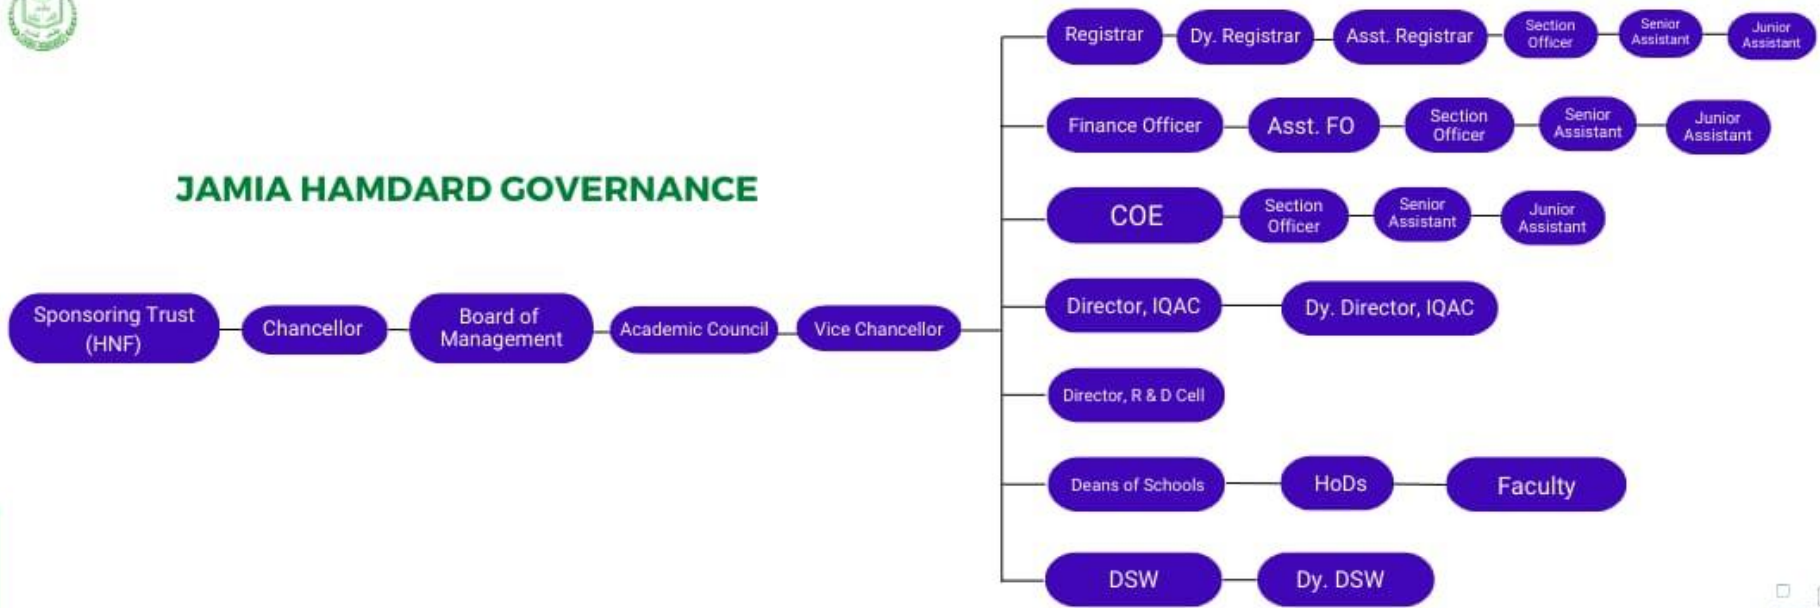 JAMIA HAMDARD GOVERNANCE
Sponsoring Trust
(HNF)
Chancellor
Board of
Management
Academic Council
Vice Chancellor
Registrar
Dy. Registrar
Asst. Registrar
Section
Officer
Senior
Assistant
Junior
Assistant
Finance Officer
Asst. FO
Section
Officer
Senior
Assistant
Junior
Assistant
COE
Section
Officer
Senior
Assistant
Junior
Assistant
Director, IQAC
Dy. Director, IQAC
Director, R & D Cell
Deans of Schools
HoDs
Faculty
DSW
Dy. DSW